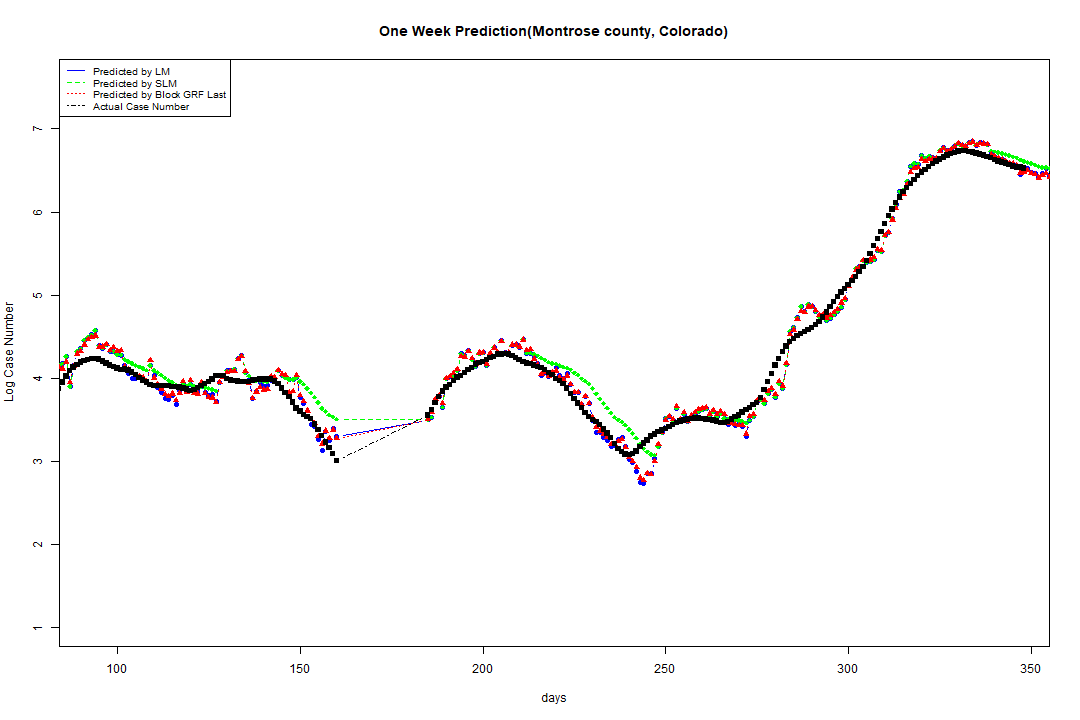 One Week Prediction(Montrose county, Colorado)
Predicted by LM
Predicted by SLM
Predicted by Block GRF Last
Actual Case Number
7
6
5
4
3
2
1
Log Case Number
100 150 200 250 300 350
days